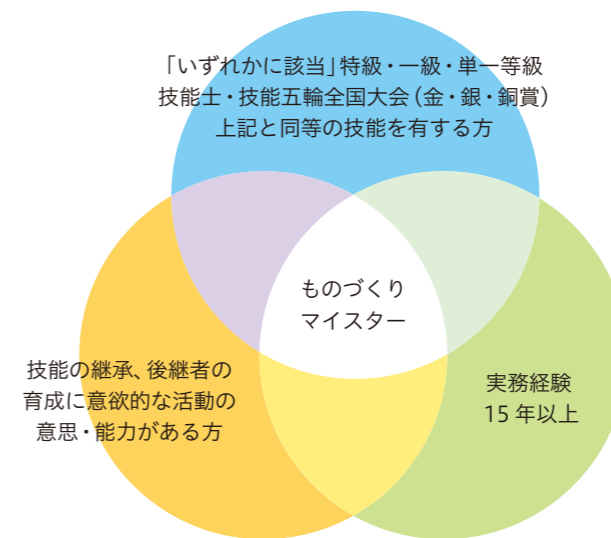 「いずれかに該当」特級・一級・単一等級
技能士・技能五輪全国大会（金・銀・銅賞）
上記と同等の技能を有する方
ものづくり
マイスター
技能の継承、後継者の
育成に意欲的な活動の
意思・能力がある方
実務経験
15 年以上